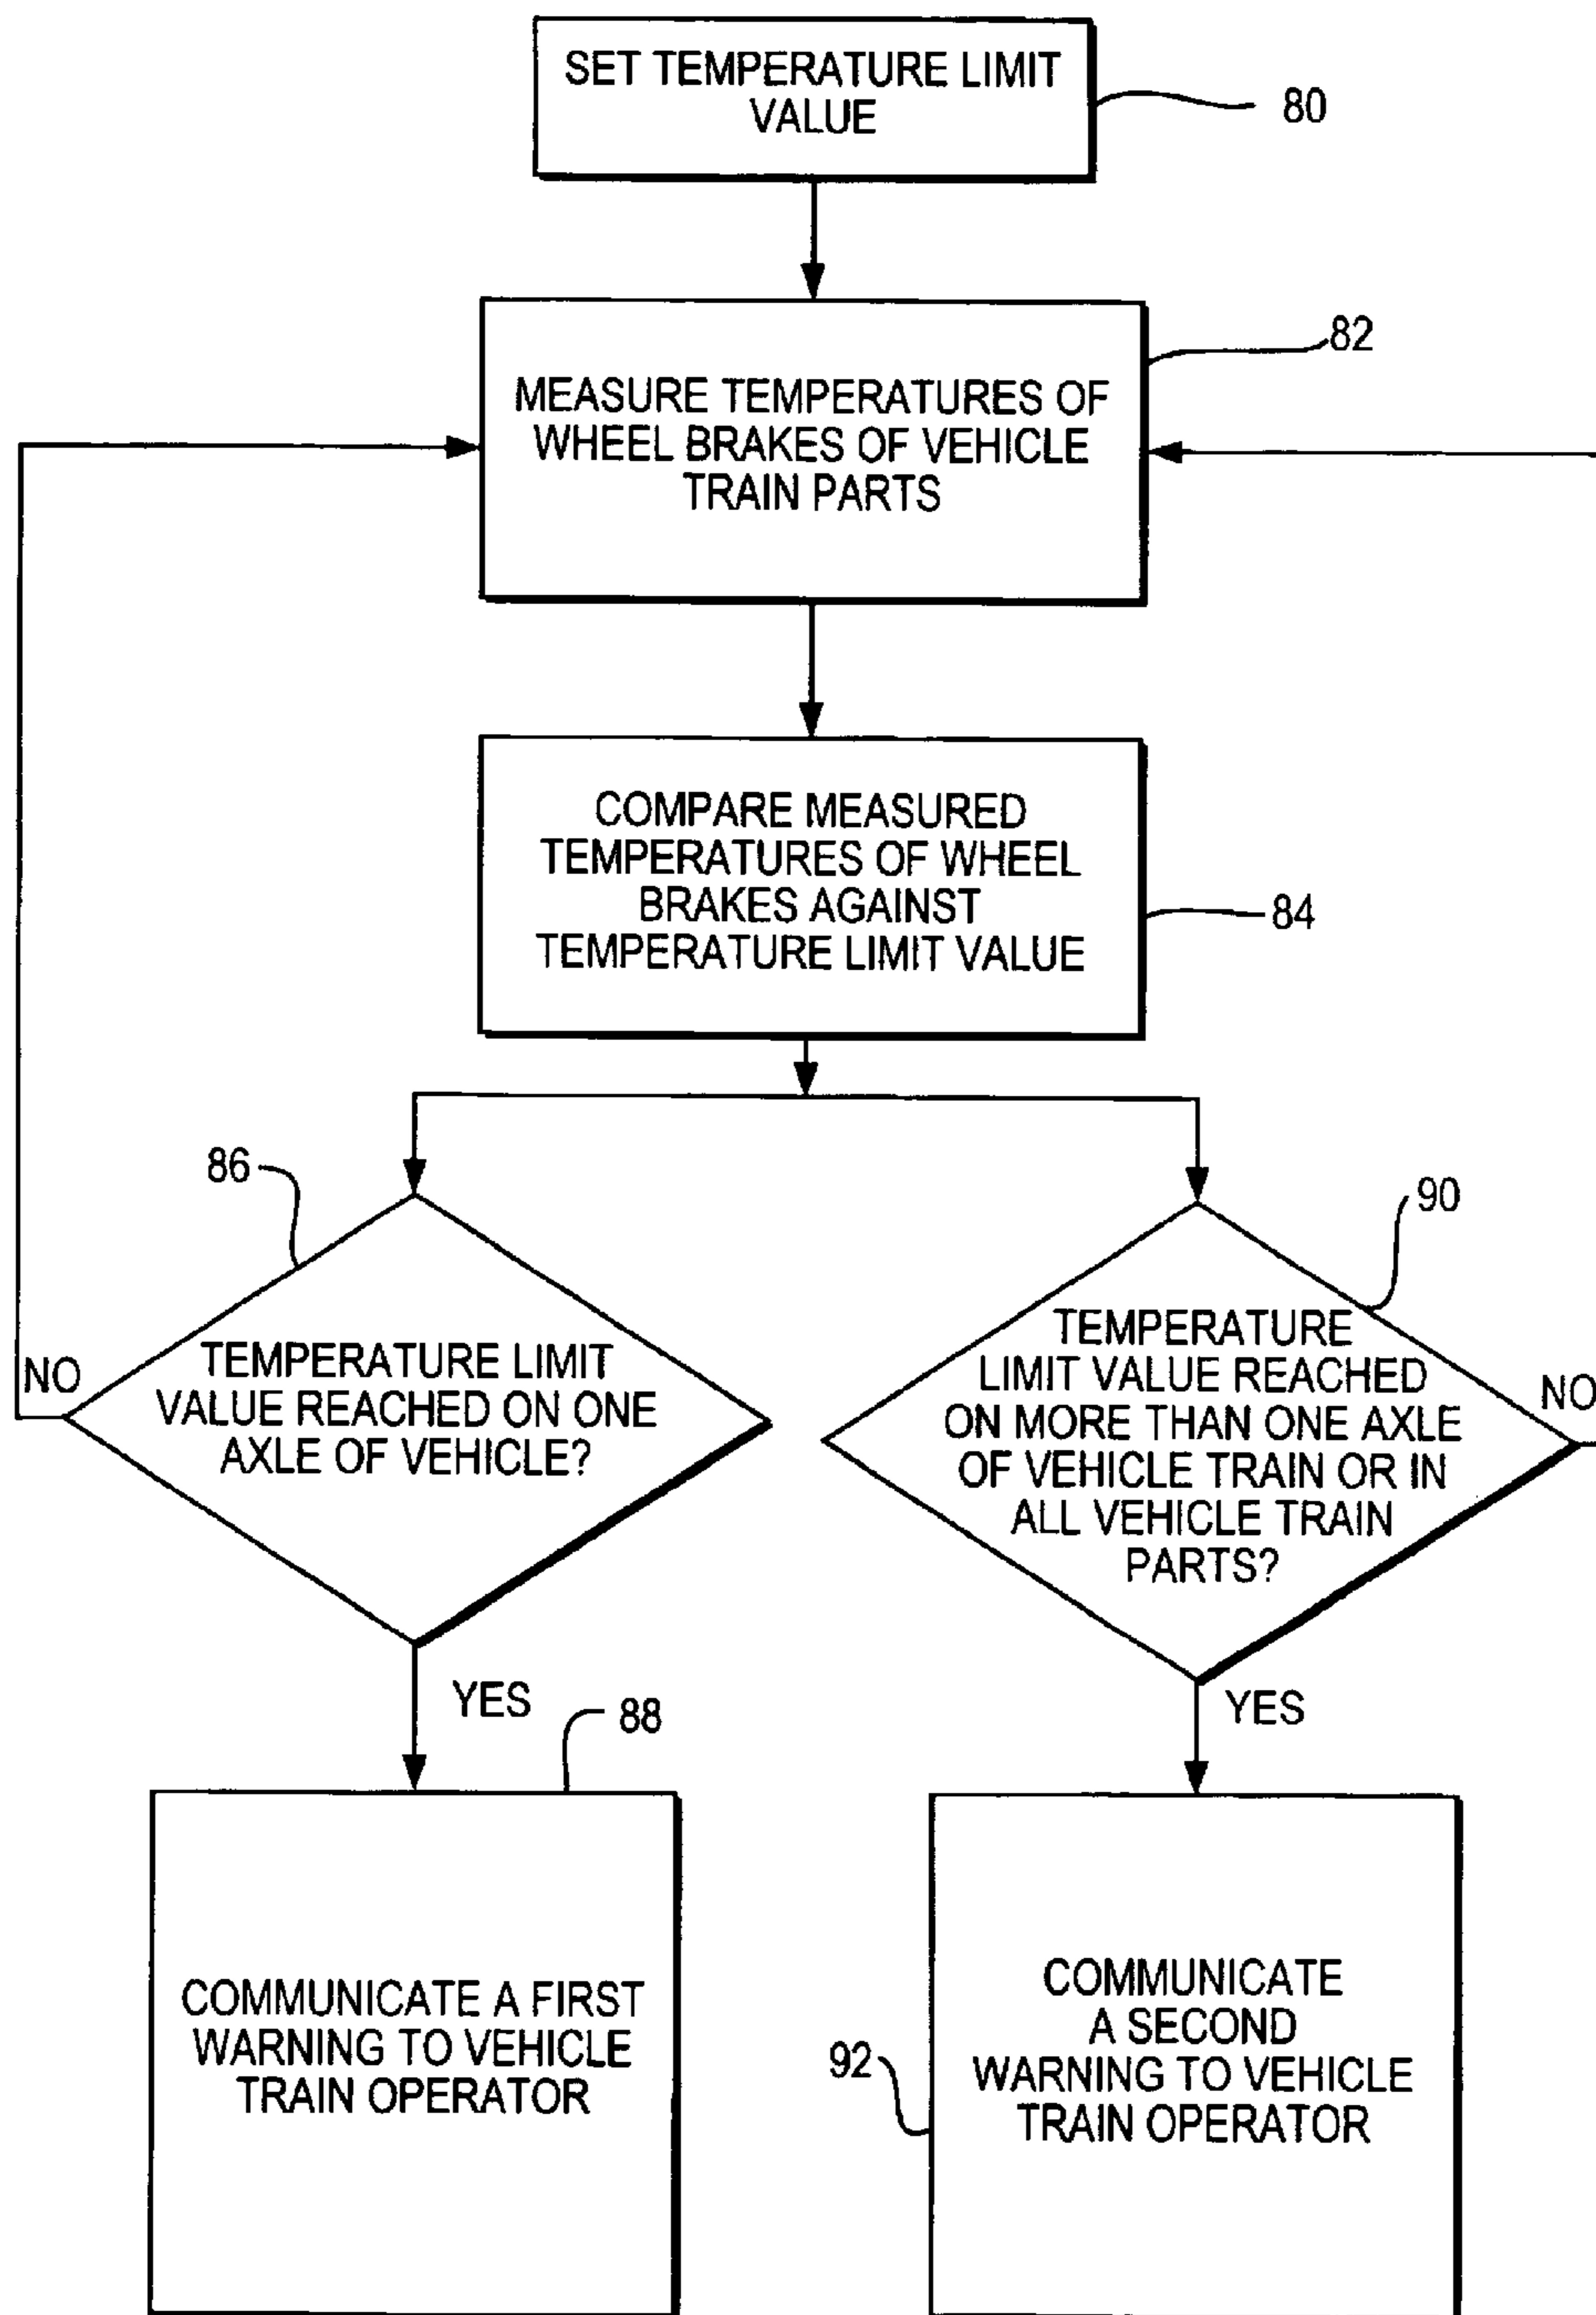 SET TEMPERATURE LIMIT
VALUE
80
82
MEASURE TEMPERATURES OF
WHEEL BRAKES OF VEHICLE
TRAIN PARTS
COMPARE MEASURED
TEMPERATURES OF WHEEL
BRAKES AGAINST
TEMPERATURE LIMIT VALUE
84
86
90
NO
TEMPERATURE LIMIT
VALUE REACHED ON ONE
AXLE OF VEHICLE?
TEMPERATURE
LIMIT VALUE REACHED
ON MORE THAN ONE AXLE
OF VEHICLE TRAIN OR IN
ALL VEHICLE TRAIN
PARTS?
NO
YES
88
YES
COMMUNICATE A FIRST
WARNING TO VEHICLE
TRAIN OPERATOR
92
COMMUNICATE
A SECOND
WARNING TO VEHICLE
TRAIN OPERATOR